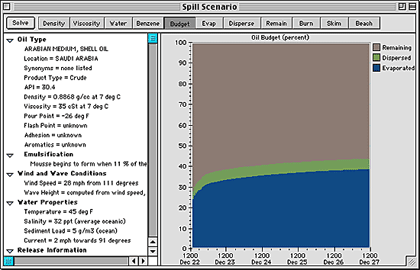 Spill Scenario
Solve Density Viscosity Water Benzene Budget Evap Disperse Remain Burn Skim Beach
Oil Type
ARABIAN MEDIUM, SHELL OIL
Location = SAUDI ARABIA
Synonyms = none listed
Product Type = Crude
API = 30.4
Density = 0.8868 g/cc at 7 deg C
Viscosity = 35 cSt at 7 deg C
Pour Point = -26 deg F
Flash Point = unknown
Adhesion = unknown
Aromatics = unknown
Emulsification
Mousse begins to form when 11 % of the
Wind and Wave Conditions
Wind Speed = 28 mph from 111 degrees
Wave Height = computed from wind speed,
Water Properties
Temperature = 45 deg F
Salinity = 32 ppt (average oceanic)
Sediment Load = 5 g/m3 (ocean)
Current = 2 mph towards 91 degrees
Release Information
Oil Budget (percent)
100
90
80
70
60
50
40
30
20
10
0
1200 1200 1200 1200 1200 1200
Dec 22 Dec 23 Dec 24 Dec 25 Dec 26 Dec 27
Remaining
Dispersed
Evaporated